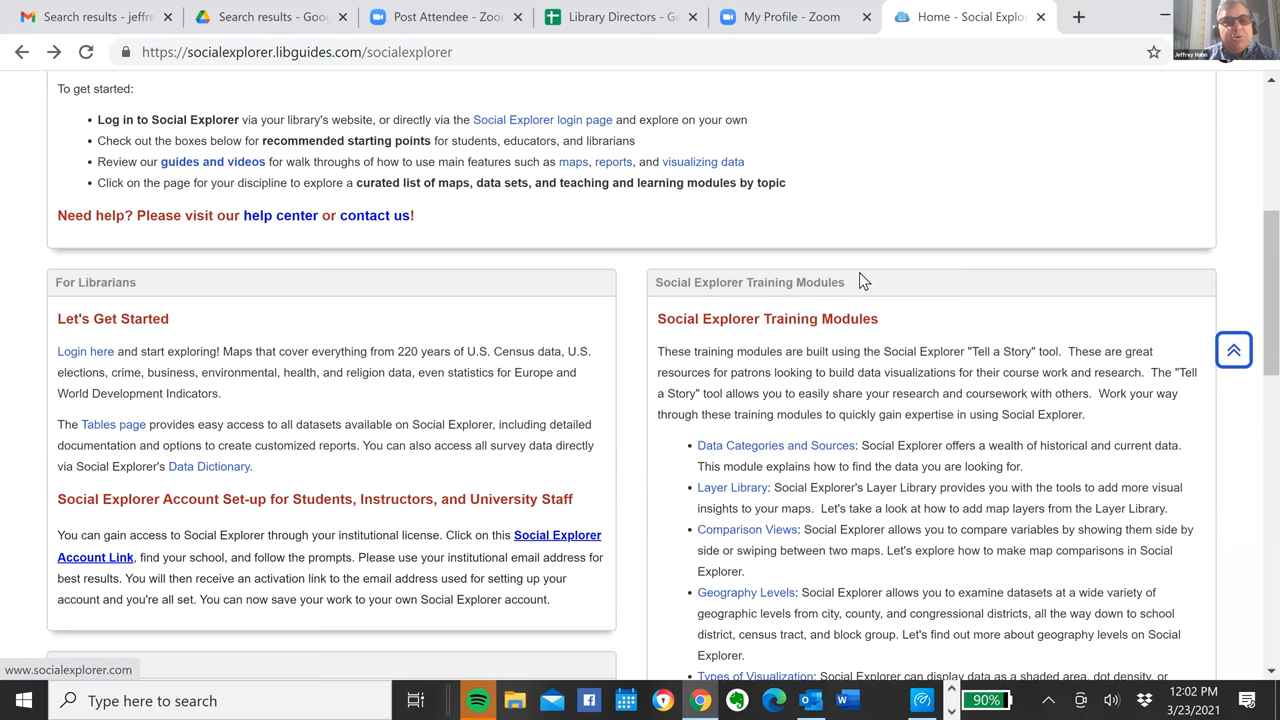 Search results - jeffre
Search results - Goo
Post Attendee - Zoo
Library Directors - G
My Profile - Zoom
Home - Social Explo
Jeffrey Hahn
https://socialexplorer.libguides.com/socialexplorer
To get started:
• Log in to Social Explorer via your library's website, or directly via the Social Explorer login page and explore on your own
• Check out the boxes below for recommended starting points for students, educators, and librarians
• Review our guides and videos for walk throughs of how to use main features such as maps, reports, and visualizing data
• Click on the page for your discipline to explore a curated list of maps, data sets, and teaching and learning modules by topic
Need help? Please visit our help center or contact us!
For Librarians
Let's Get Started
Login here and start exploring! Maps that cover everything from 220 years of U.S. Census data, U.S.
elections, crime, business, environmental, health, and religion data, even statistics for Europe and
World Development Indicators.
The Tables page provides easy access to all datasets available on Social Explorer, including detailed
documentation and options to create customized reports. You can also access all survey data directly
via Social Explorer's Data Dictionary.
Social Explorer Account Set-up for Students, Instructors, and University Staff
You can gain access to Social Explorer through your institutional license. Click on this Social Explorer
Account Link, find your school, and follow the prompts. Please use your institutional email address for
best results. You will then receive an activation link to the email address used for setting up your
account and you're all set. You can now save your work to your own Social Explorer account.
Social Explorer Training Modules
Social Explorer Training Modules
These training modules are built using the Social Explorer "Tell a Story" tool. These are great
resources for patrons looking to build data visualizations for their course work and research. The "Tell
a Story" tool allows you to easily share your research and coursework with others. Work your way
through these training modules to quickly gain expertise in using Social Explorer.
• Data Categories and Sources: Social Explorer offers a wealth of historical and current data.
This module explains how to find the data you are looking for.
• Layer Library: Social Explorer's Layer Library provides you with the tools to add more visual
insights to your maps. Let's take a look at how to add map layers from the Layer Library.
• Comparison Views: Social Explorer allows you to compare variables by showing them side by
side or swiping between two maps. Let's explore how to make map comparisons in Social
Explorer.
• Geography Levels: Social Explorer allows you to examine datasets at a wide variety of
geographic levels from city, county, and congressional districts, all the way down to school
district, census tract, and block group. Let's find out more about geography levels on Social
Explorer.
• Types of Visualization: Social Explorer can display data as a shaded area, dot density, or
www.socialexplorer.com
Type here to search
90%
12:02 PM
3/23/2021